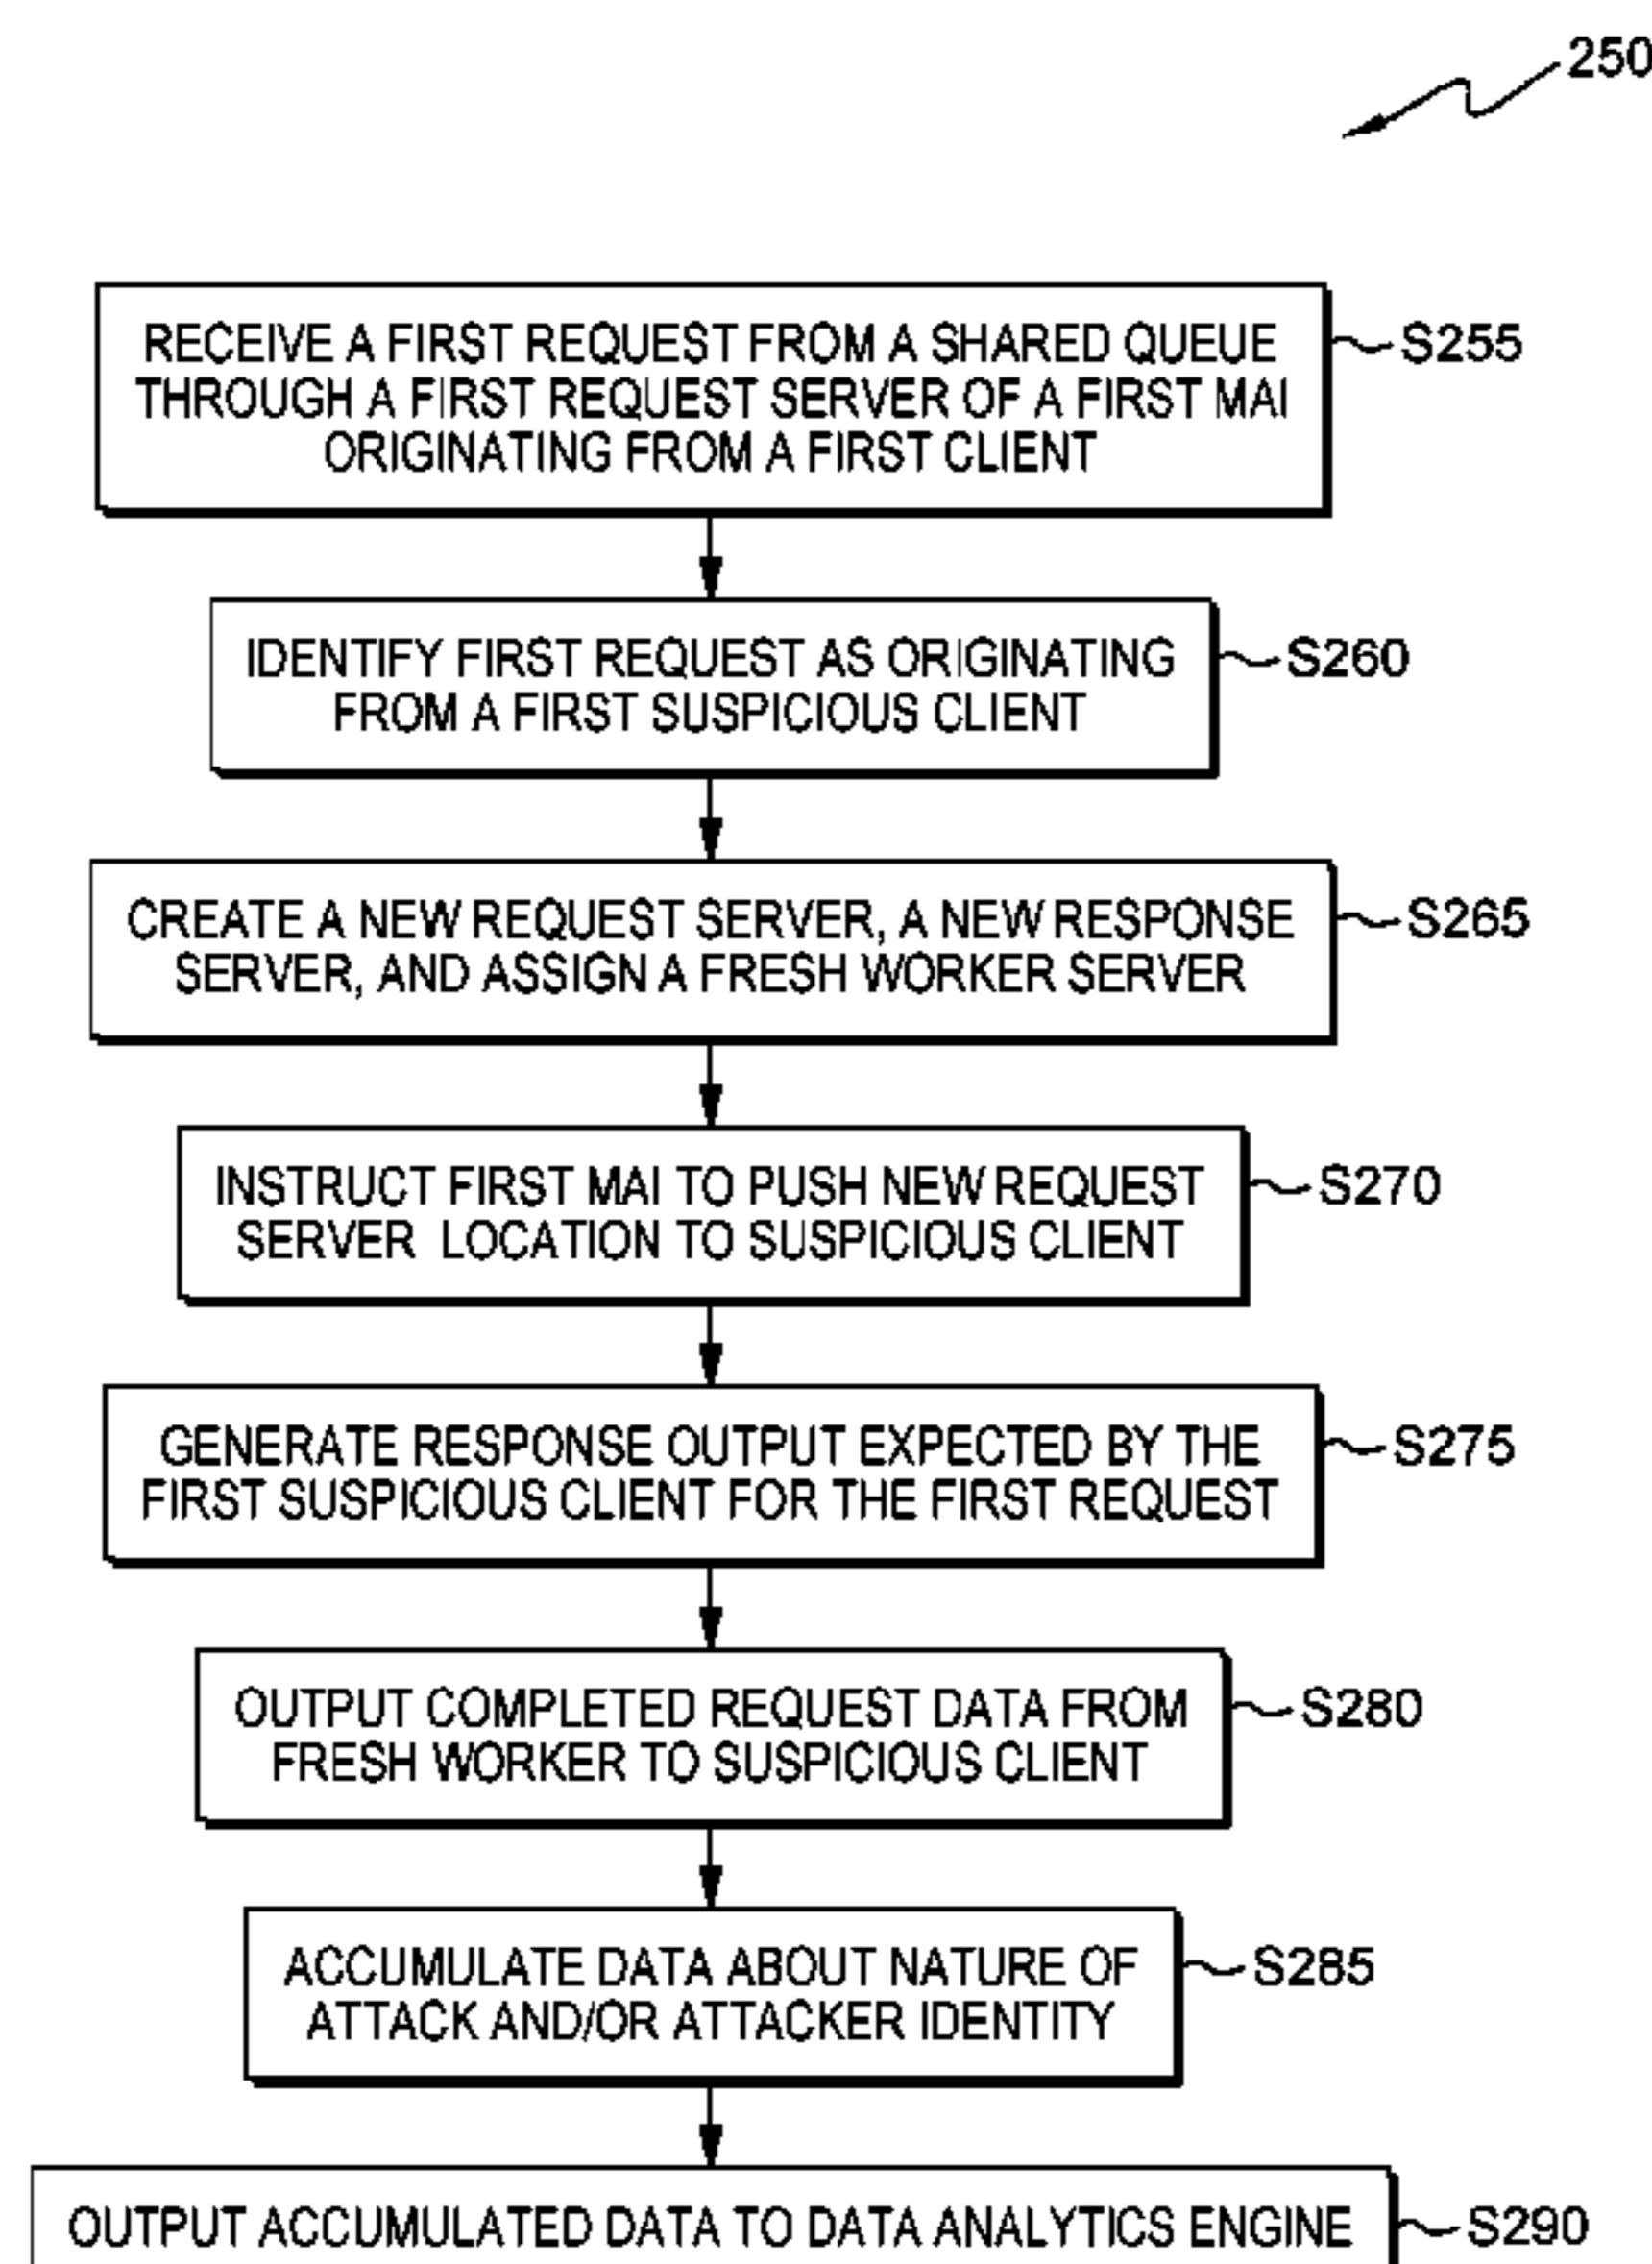 250
RECEIVE A FIRST REQUEST FROM A SHARED QUEUE
THROUGH A FIRST REQUEST SERVER OF A FIRST MAI
ORIGINATING FROM A FIRST CLIENT
S255
IDENTIFY FIRST REQUEST AS ORIGINATING
FROM A FIRST SUSPICIOUS CLIENT
S260
CREATE A NEW REQUEST SERVER, A NEW RESPONSE
SERVER, AND ASSIGN A FRESH WORKER SERVER
S265
INSTRUCT FIRST MAI TO PUSH NEW REQUEST
SERVER LOCATION TO SUSPICIOUS CLIENT
S270
GENERATE RESPONSE OUTPUT EXPECTED BY THE
FIRST SUSPICIOUS CLIENT FOR THE FIRST REQUEST
S275
OUTPUT COMPLETED REQUEST DATA FROM
FRESH WORKER TO SUSPICIOUS CLIENT
S280
ACCUMULATE DATA ABOUT NATURE OF
ATTACK AND/OR ATTACKER IDENTITY
S285
OUTPUT ACCUMULATED DATA TO DATA ANALYTICS ENGINE
S290